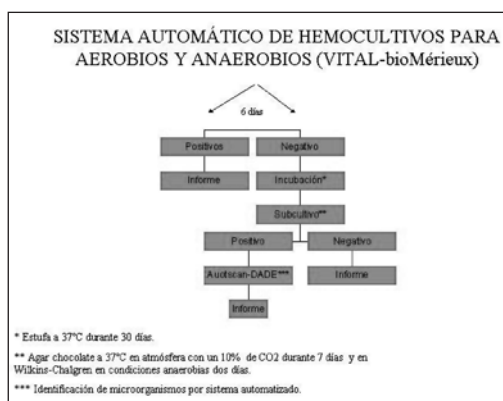 SISTEMA AUTOMÁTICO DE HEMOCULTIVOS PARA
AEROBIOS Y ANAEROBIOS (VITAL-bioMérieux)
6 días
Positivos Negativo
Informe Incubación*
Subcultivo**
Positivo Negativo
Auotscan-DADE*** Informe
Informe
* Estufa a 37ºC durante 30 días.
** Agar chocolate a 37ºC en atmósfera con un 10% de CO2 durante 7 días y en
Wilkins-Chalgren en condiciones anaerobias dos días.
*** Identificación de microorganismos por sistema automatizado.